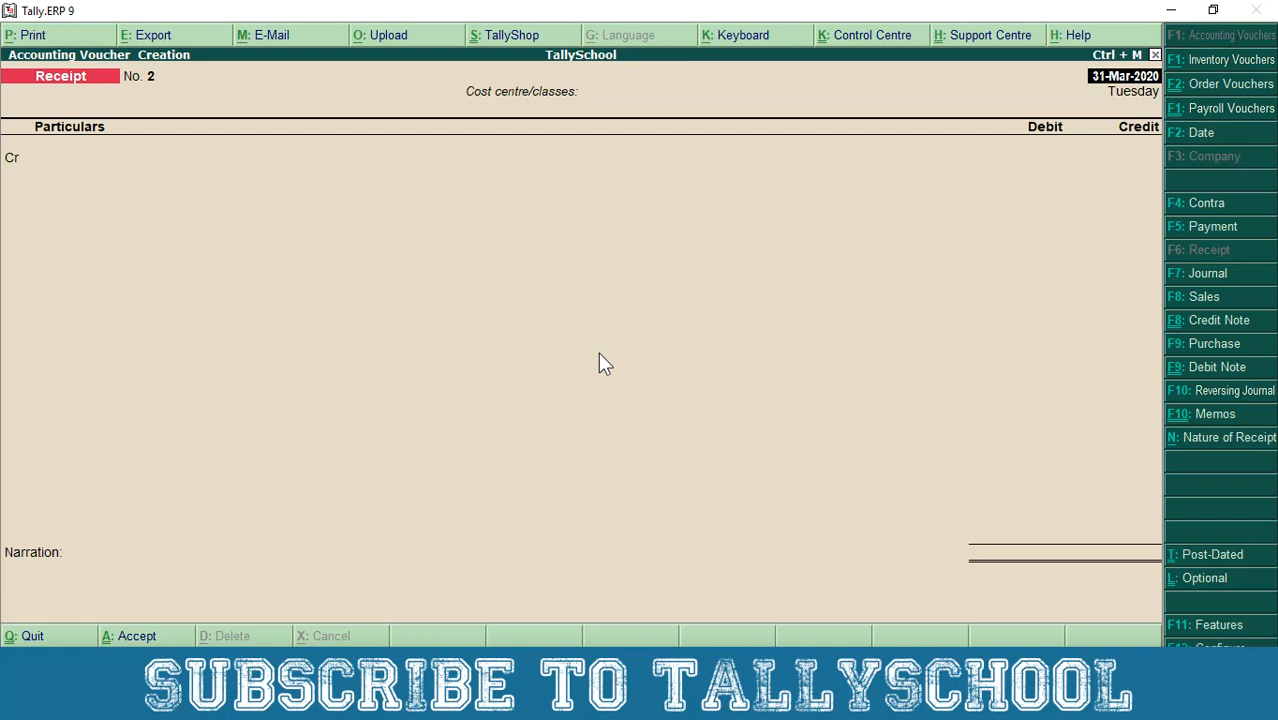 Tally.ERP 9
P: Print E: Export M: E-Mail O: Upload S: TallyShop G: Language K: Keyboard K: Control Centre H: Support Centre H: Help
Accounting Voucher Creation TallySchool Ctrl + M
Receipt No. 2 31-Mar-2020
Cost centre/classes: Tuesday
Particulars Debit Credit
Cr
Narration:
Q: Quit A: Accept D: Delete X: Cancel
F1: Accounting Vouchers
F1: Inventory Vouchers
F2: Order Vouchers
F1: Payroll Vouchers
F2: Date
F3: Company
F4: Contra
F5: Payment
F6: Receipt
F7: Journal
F8: Sales
F8: Credit Note
F9: Purchase
F9: Debit Note
F10: Reversing Journal
F10: Memos
N: Nature of Receipt
T: Post-Dated
L: Optional
F11: Features
SUBSCRIBE TO TALLYSCHOOL